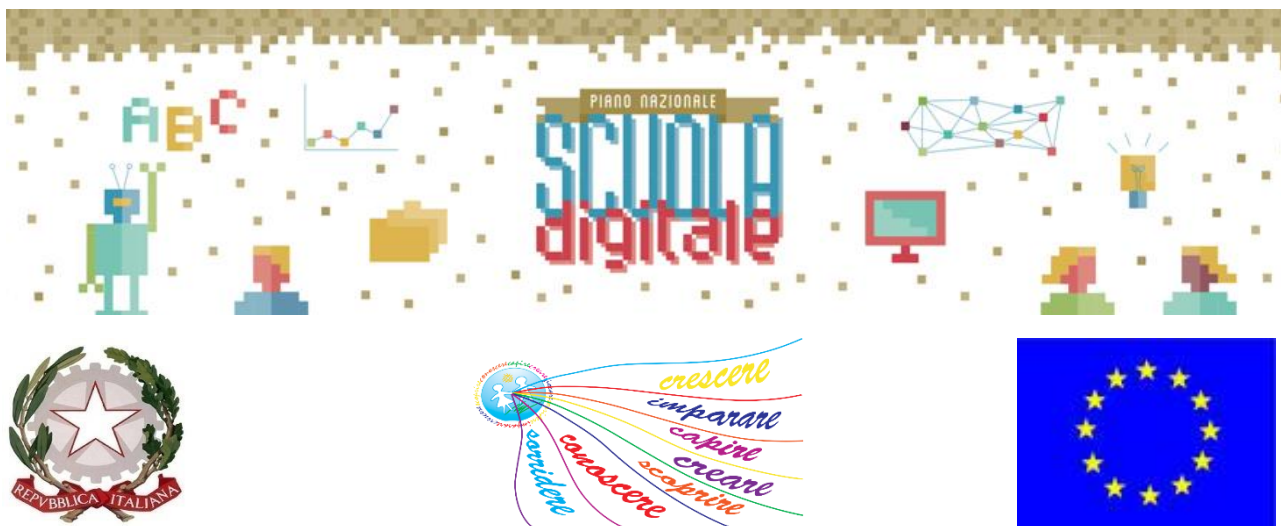 ABC
PIANO NAZIONALE
SCUOLA
digitale
crescere
imparare
capire
creare
scoprire
conoscere
sorridere
REPVBBLICA ITALIANA